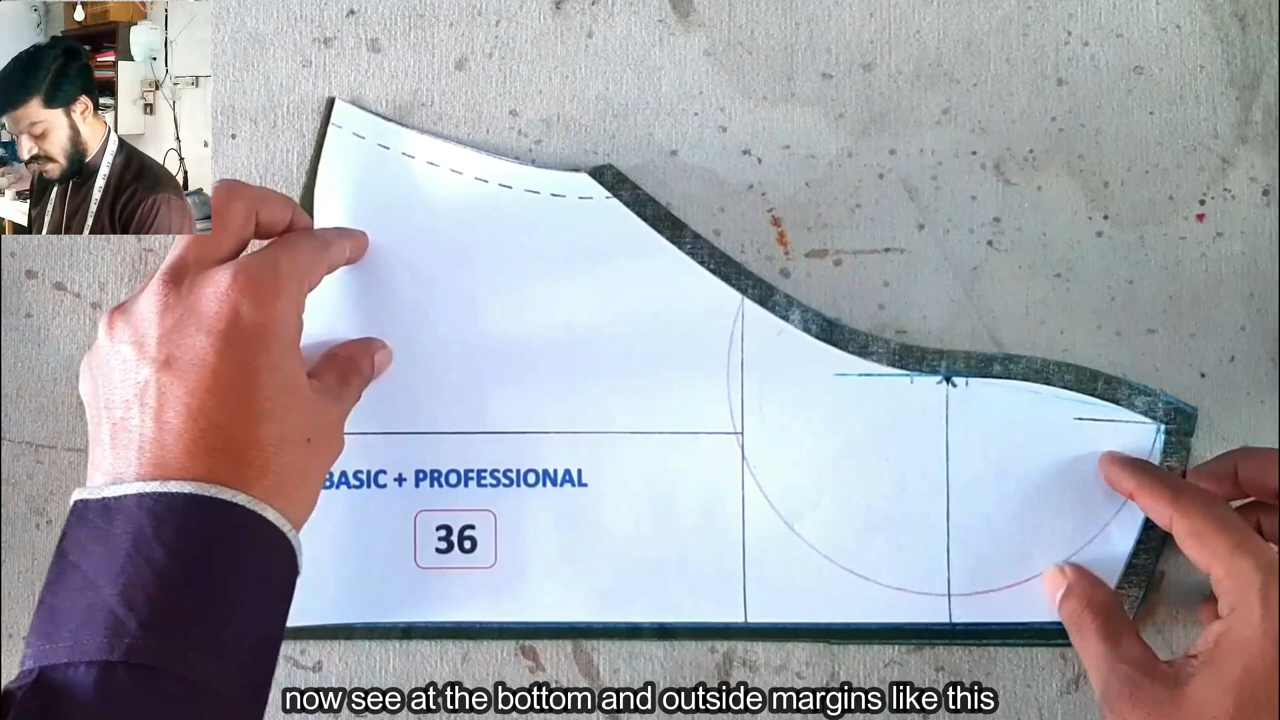 BASIC + PROFESSIONAL
36
now see at the bottom and outside margins like this